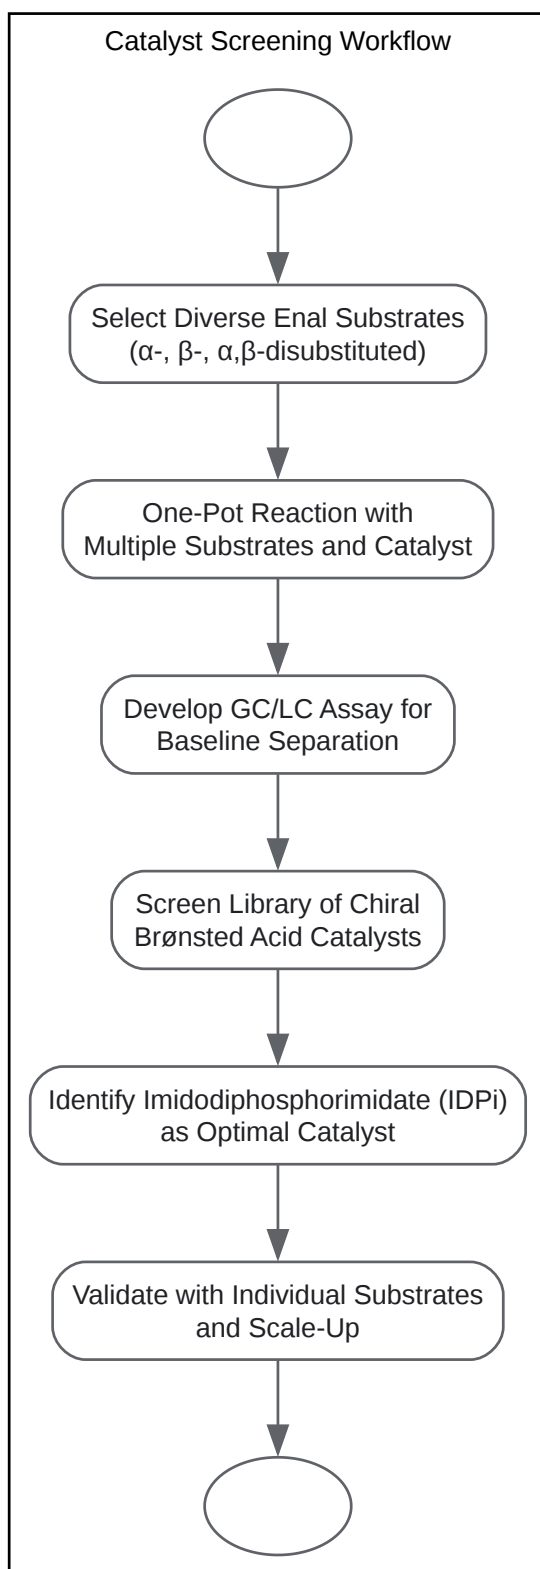 Catalyst Screening Workflow
Select Diverse Enal Substrates
(α-, β-, α,β-disubstituted)
One-Pot Reaction with
Multiple Substrates and Catalyst
Develop GC/LC Assay for
Baseline Separation
Screen Library of Chiral
Brønsted Acid Catalysts
Identify Imidodiphosphorimidate (IDPi)
as Optimal Catalyst
Validate with Individual Substrates
and Scale-Up